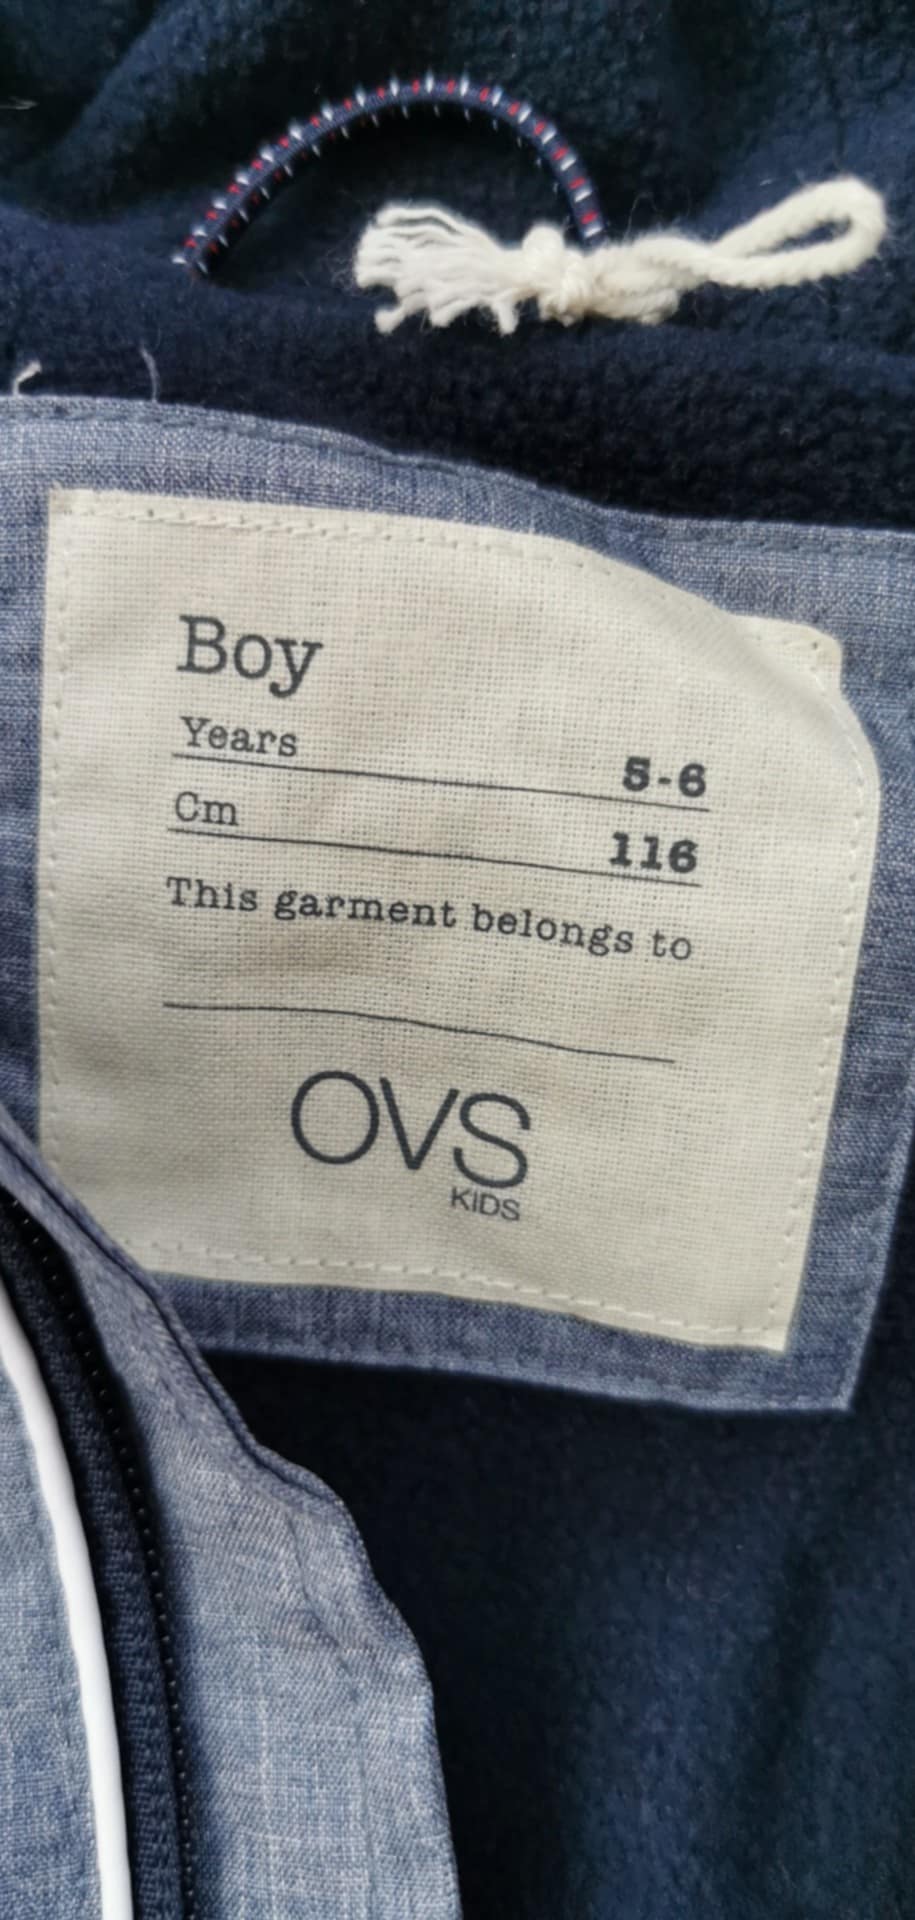 Boy
Years 5-6
Cm 116
This garment belongs to
OVS
KIDS